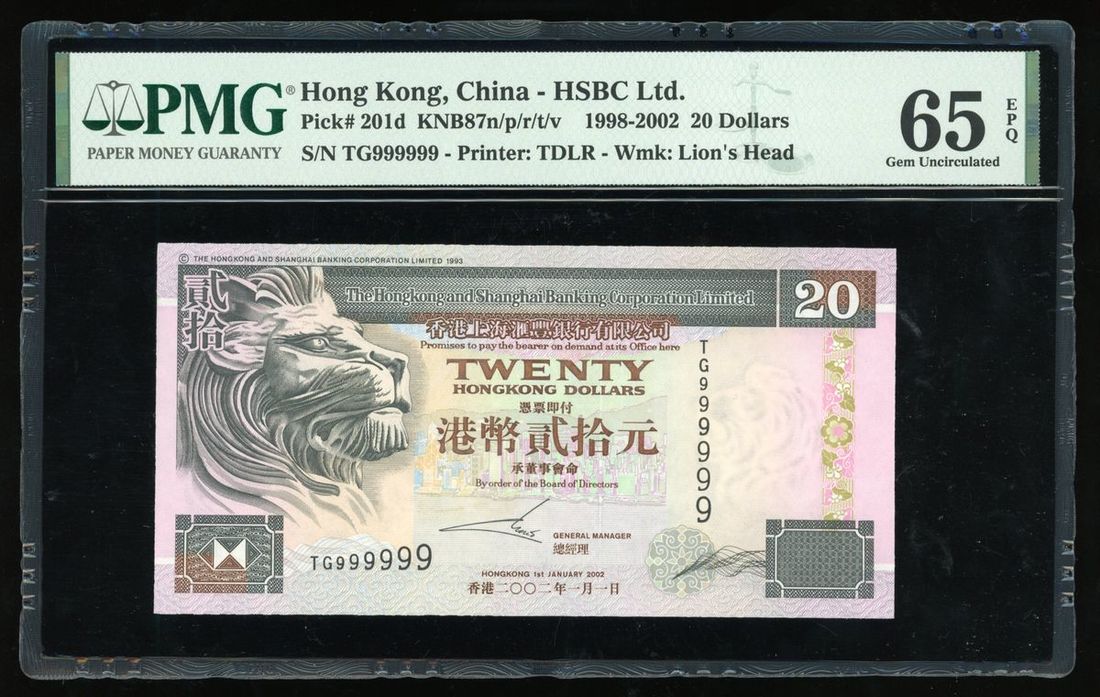 PMG®
PAPER MONEY GUARANTY
Hong Kong, China - HSBC Ltd.
Pick# 201d KNB87n/p/r/t/v 1998-2002 20 Dollars
S/N TG999999 - Printer: TDLR - Wmk: Lion's Head
65 EPQ
Gem Uncirculated
© THE HONGKONG AND SHANGHAI BANKING CORPORATION LIMITED 1993
貳拾
The Hongkong and Shanghai Banking Corporation Limited
20
香港上海滙豐銀行有限公司
Promises to pay the bearer on demand at its Office here
TWENTY
HONGKONG DOLLARS
憑票即付
港幣貳拾元
承董事會命
By order of the Board of Directors
TG999999
GENERAL MANAGER
總經理
TG999999
HONGKONG 1st JANUARY 2002
香港二〇〇二年一月一日